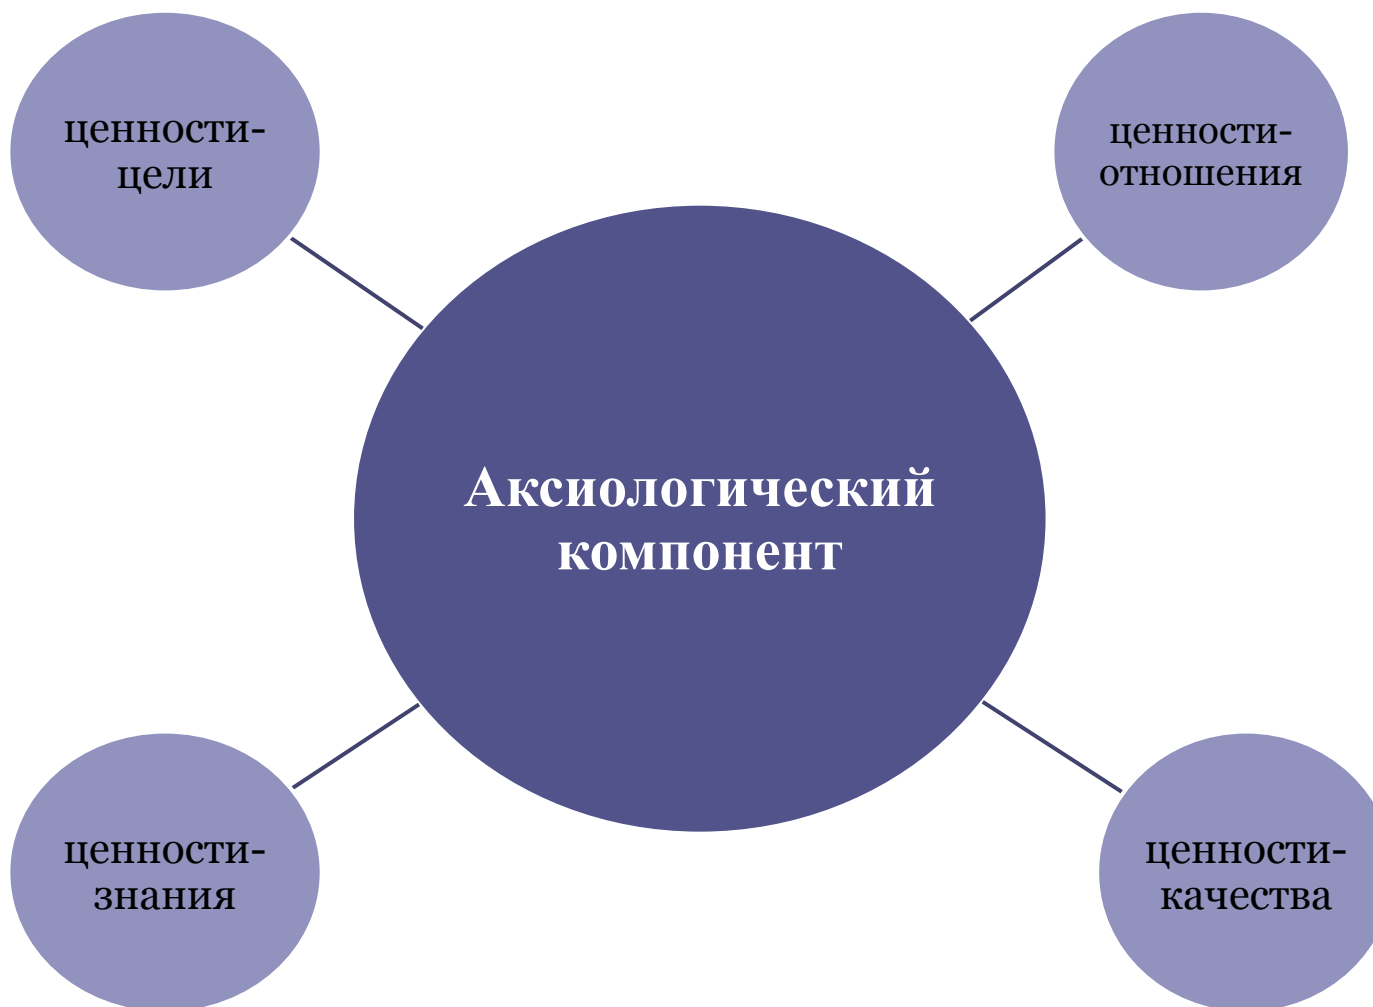 ценности-
цели
ценности-
отношения
Аксиологический
компонент
ценности-
знания
ценности-
качества